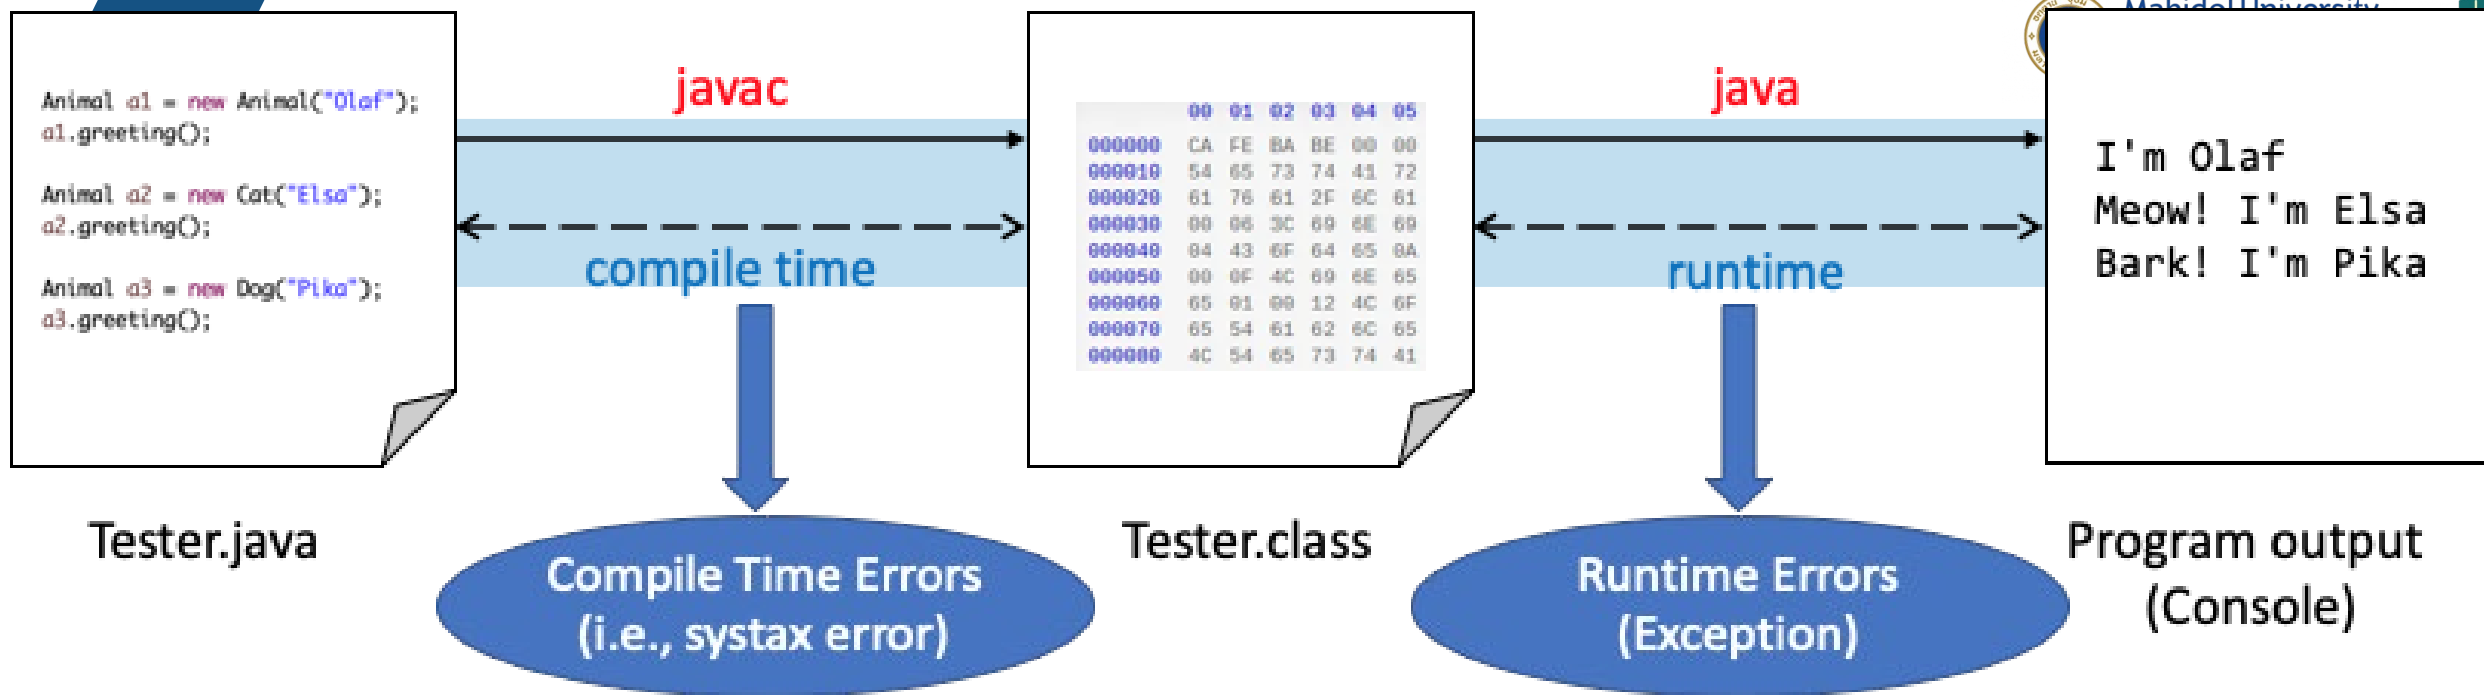 Mahidol University
Animal a1 = new Animal("Olaf");
a1.greeting();
Animal a2 = new Cat("Elsa");
a2.greeting();
Animal a3 = new Dog("Pika");
a3.greeting();
Tester.java
javac
compile time
Compile Time Errors
(i.e., systax error)
00 01 02 03 04 05
000000 CA FE BA BE 00 00
000010 54 65 73 74 41 72
000020 61 76 61 2F 6C 61
000030 00 06 3C 69 6E 69
000040 04 43 6F 64 65 0A
000050 00 0F 4C 69 6E 65
000060 65 01 00 12 4C 6F
000070 65 54 61 62 6C 65
000080 4C 54 65 73 74 41
Tester.class
java
runtime
Runtime Errors
(Exception)
I'm Olaf
Meow! I'm Elsa
Bark! I'm Pika
Program output
(Console)